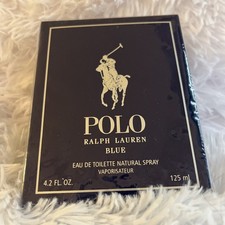 POLO
RALPH LAUREN
BLUE
EAU DE TOILETTE NATURAL SPRAY
VAPORISATEUR
4.2 FL. OZ. 125 ml